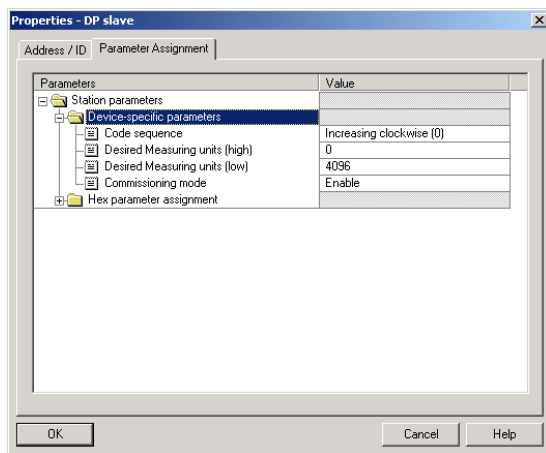 Properties - DP slave
Address / ID Parameter Assignment
Parameters Value
Station parameters
Device-specific parameters
Code sequence Increasing clockwise (0)
Desired Measuring units (high) 0
Desired Measuring units (low) 4096
Commissioning mode Enable
Hex parameter assignment
OK Cancel Help